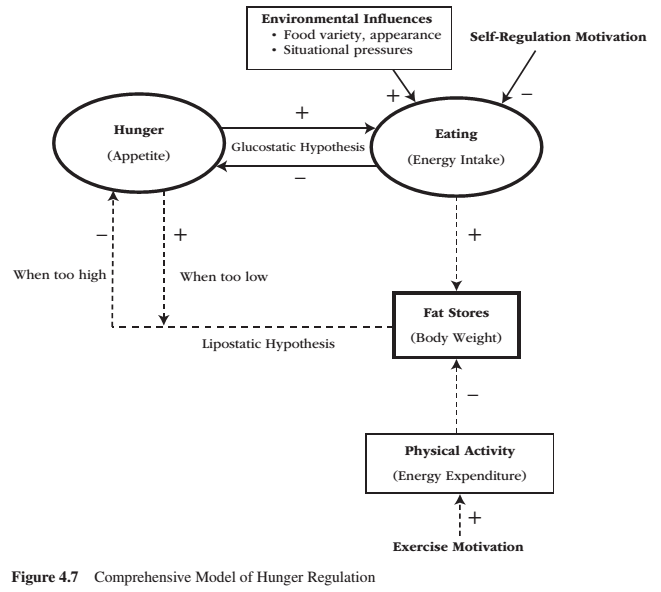 Environmental Influences
• Food variety, appearance
• Situational pressures
Self-Regulation Motivation
+
–
+
Hunger
(Appetite)
Glucostatic Hypothesis
Eating
(Energy Intake)
–
–
+
+
When too high
When too low
Fat Stores
(Body Weight)
Lipostatic Hypothesis
–
Physical Activity
(Energy Expenditure)
+
Exercise Motivation
Figure 4.7 Comprehensive Model of Hunger Regulation